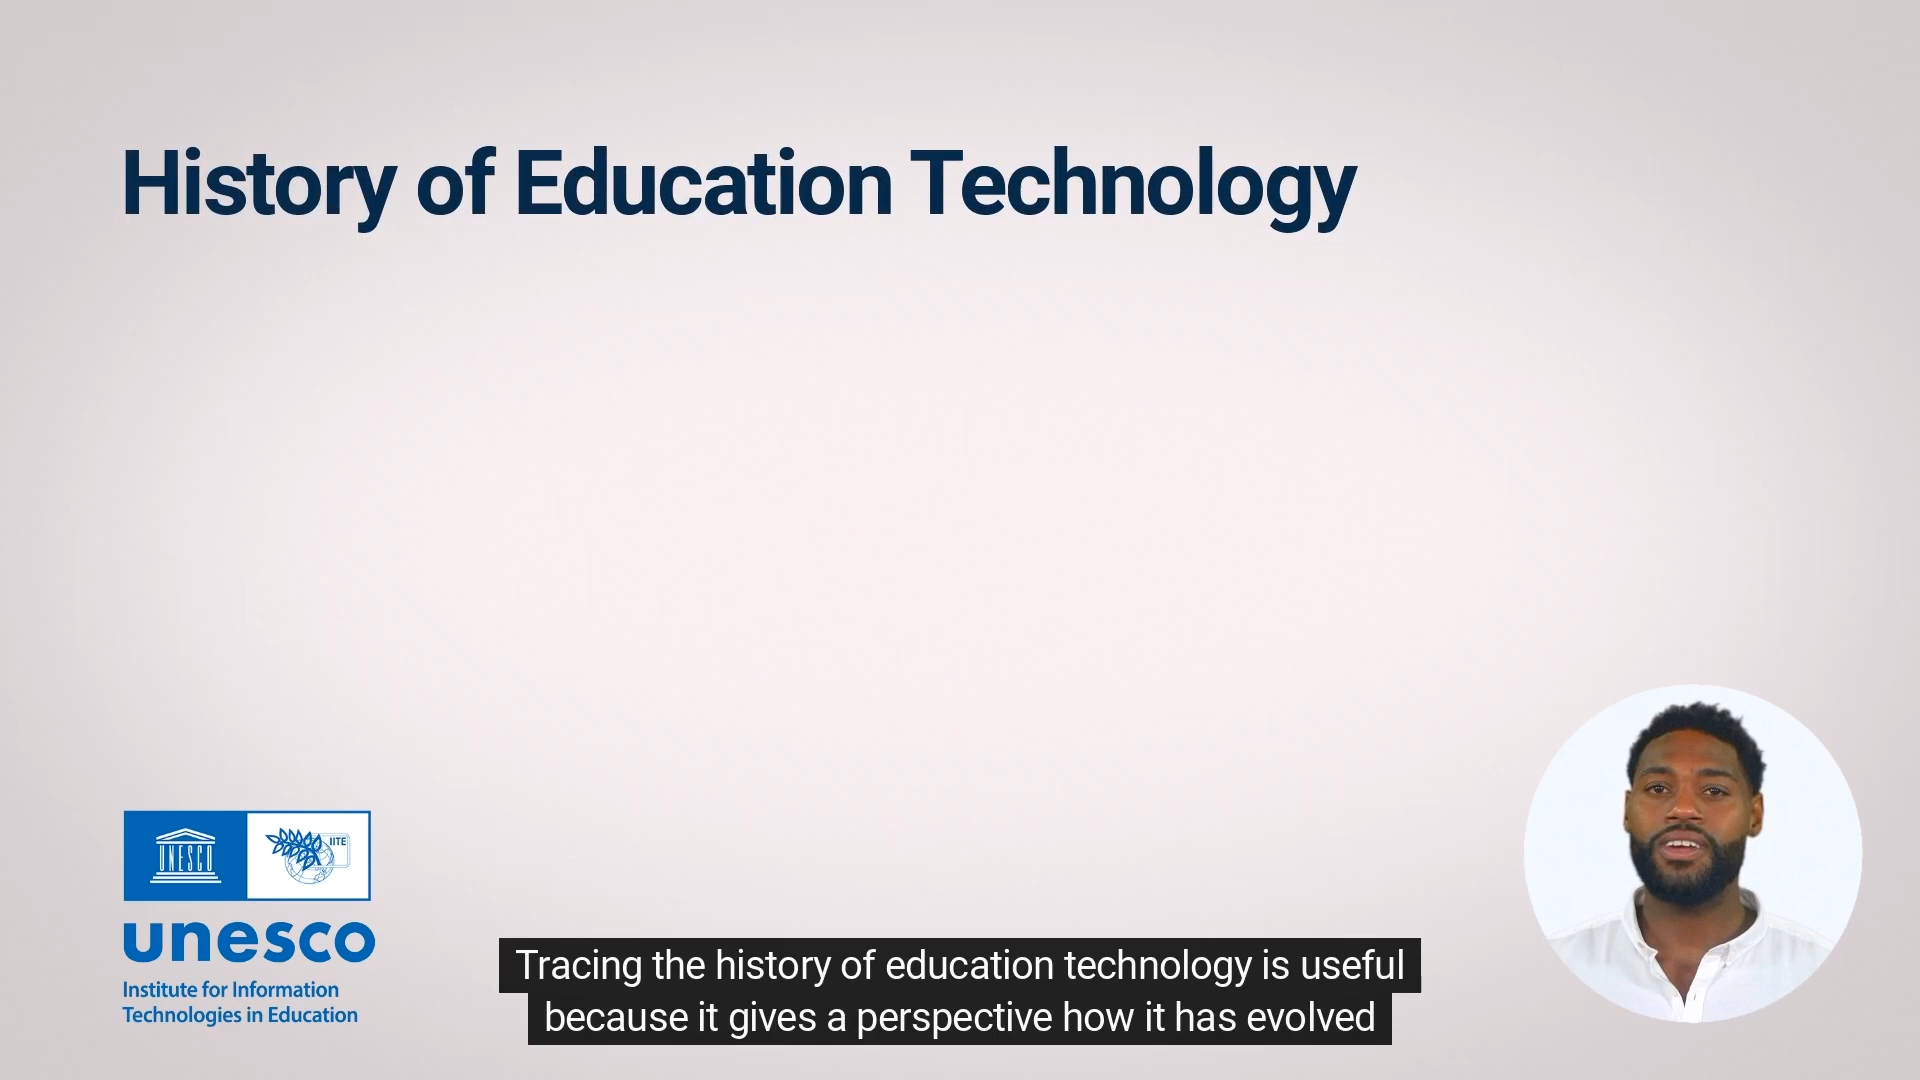 History of Education Technology
UNESCO
IITE
unesco
Institute for Information
Technologies in Education
Tracing the history of education technology is useful
because it gives a perspective how it has evolved